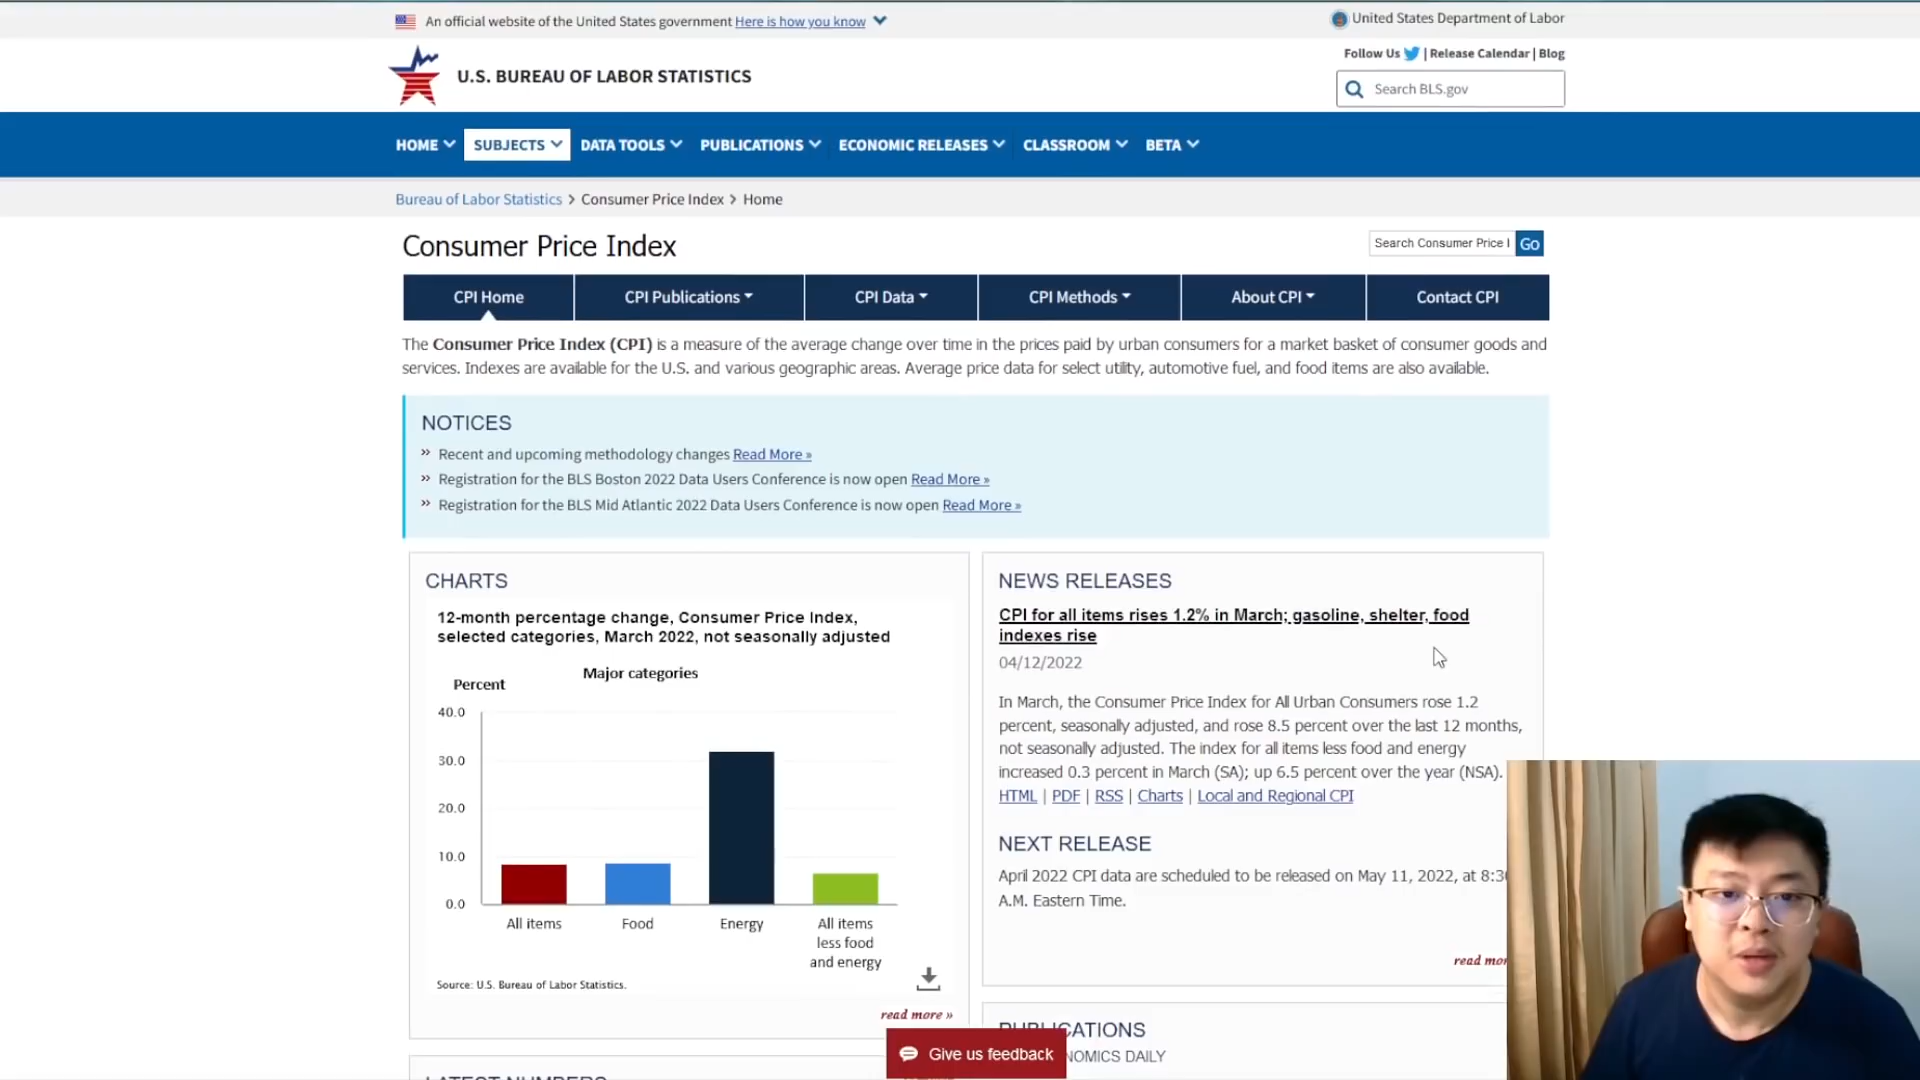 An official website of the United States government Here is how you know
United States Department of Labor
Follow Us | Release Calendar | Blog
U.S. BUREAU OF LABOR STATISTICS
Search BLS.gov
HOME SUBJECTS DATA TOOLS PUBLICATIONS ECONOMIC RELEASES CLASSROOM BETA
Bureau of Labor Statistics > Consumer Price Index > Home
Consumer Price Index
Search Consumer Price I Go
CPI Home CPI Publications CPI Data CPI Methods About CPI Contact CPI
The Consumer Price Index (CPI) is a measure of the average change over time in the prices paid by urban consumers for a market basket of consumer goods and
services. Indexes are available for the U.S. and various geographic areas. Average price data for select utility, automotive fuel, and food items are also available.
NOTICES
» Recent and upcoming methodology changes Read More »
» Registration for the BLS Boston 2022 Data Users Conference is now open Read More »
» Registration for the BLS Mid Atlantic 2022 Data Users Conference is now open Read More »
CHARTS
12-month percentage change, Consumer Price Index,
selected categories, March 2022, not seasonally adjusted
Major categories
Percent
40.0
30.0
20.0
10.0
0.0
All items Food Energy All items
less food
and energy
Source: U.S. Bureau of Labor Statistics.
read more »
NEWS RELEASES
CPI for all items rises 1.2% in March; gasoline, shelter, food
indexes rise
04/12/2022
In March, the Consumer Price Index for All Urban Consumers rose 1.2
percent, seasonally adjusted, and rose 8.5 percent over the last 12 months,
not seasonally adjusted. The index for all items less food and energy
increased 0.3 percent in March (SA); up 6.5 percent over the year (NSA).
HTML | PDF | RSS | Charts | Local and Regional CPI
NEXT RELEASE
April 2022 CPI data are scheduled to be released on May 11, 2022, at 8:3
A.M. Eastern Time.
read mor
PUBLICATIONS
NOMICS DAILY
Give us feedback
LATEST NUMBERS